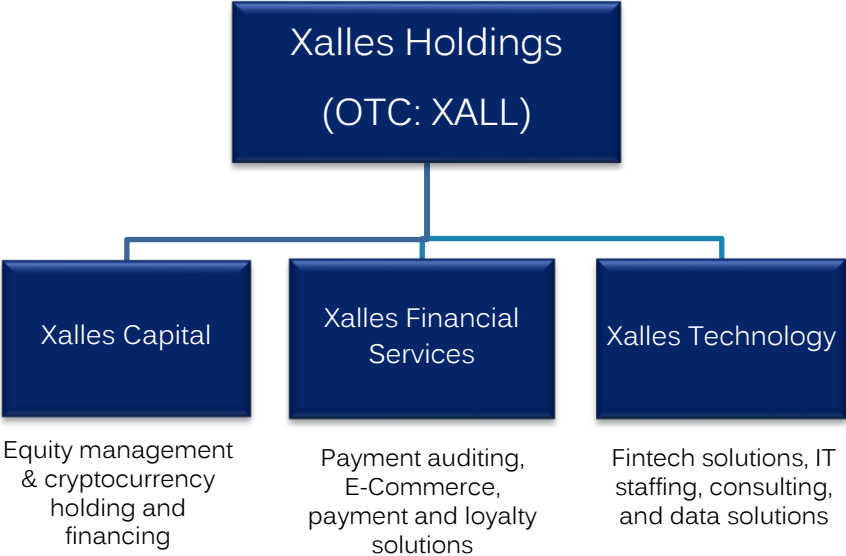 Xalles Holdings
(OTC: XALL)
Xalles Capital
Xalles Financial
Services
Xalles Technology
Equity management
& cryptocurrency
holding and
financing
Payment auditing,
E-Commerce,
payment and loyalty
solutions
Fintech solutions, IT
staffing, consulting,
and data solutions